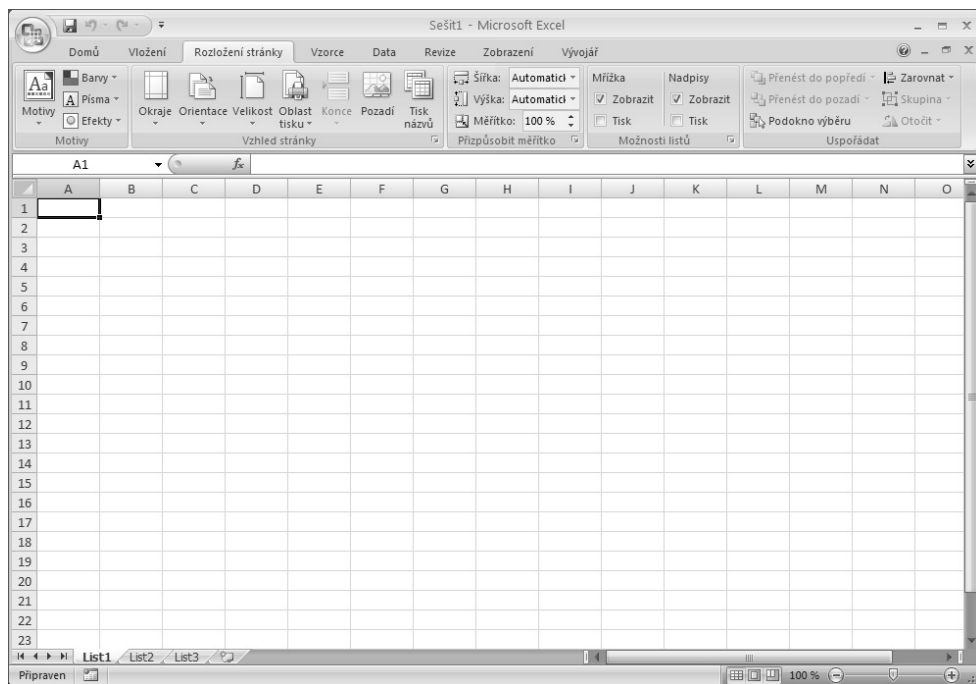 Sešit1 - Microsoft Excel
Domů Vložení Rozložení stránky Vzorce Data Revize Zobrazení Vývojář
Motivy
Barvy
Písma
Efekty
Motivy
Okraje Orientace Velikost Oblast tisku Konce Pozadí Tisk názvů
Vzhled stránky
Šířka: Automatic
Výška: Automatic
Měřítko: 100 %
Přizpůsobit měřítko
Mřížka Nadpisy
Zobrazit Zobrazit
Tisk Tisk
Možnosti listů
Přenést do popředí Zarovnat
Přenést do pozadí Skupina
Podokno výběru Otočit
Uspořádat
A1 fx
A B C D E F G H I J K L M N O
1
2
3
4
5
6
7
8
9
10
11
12
13
14
15
16
17
18
19
20
21
22
23
List1 List2 List3
Připraven 100 %